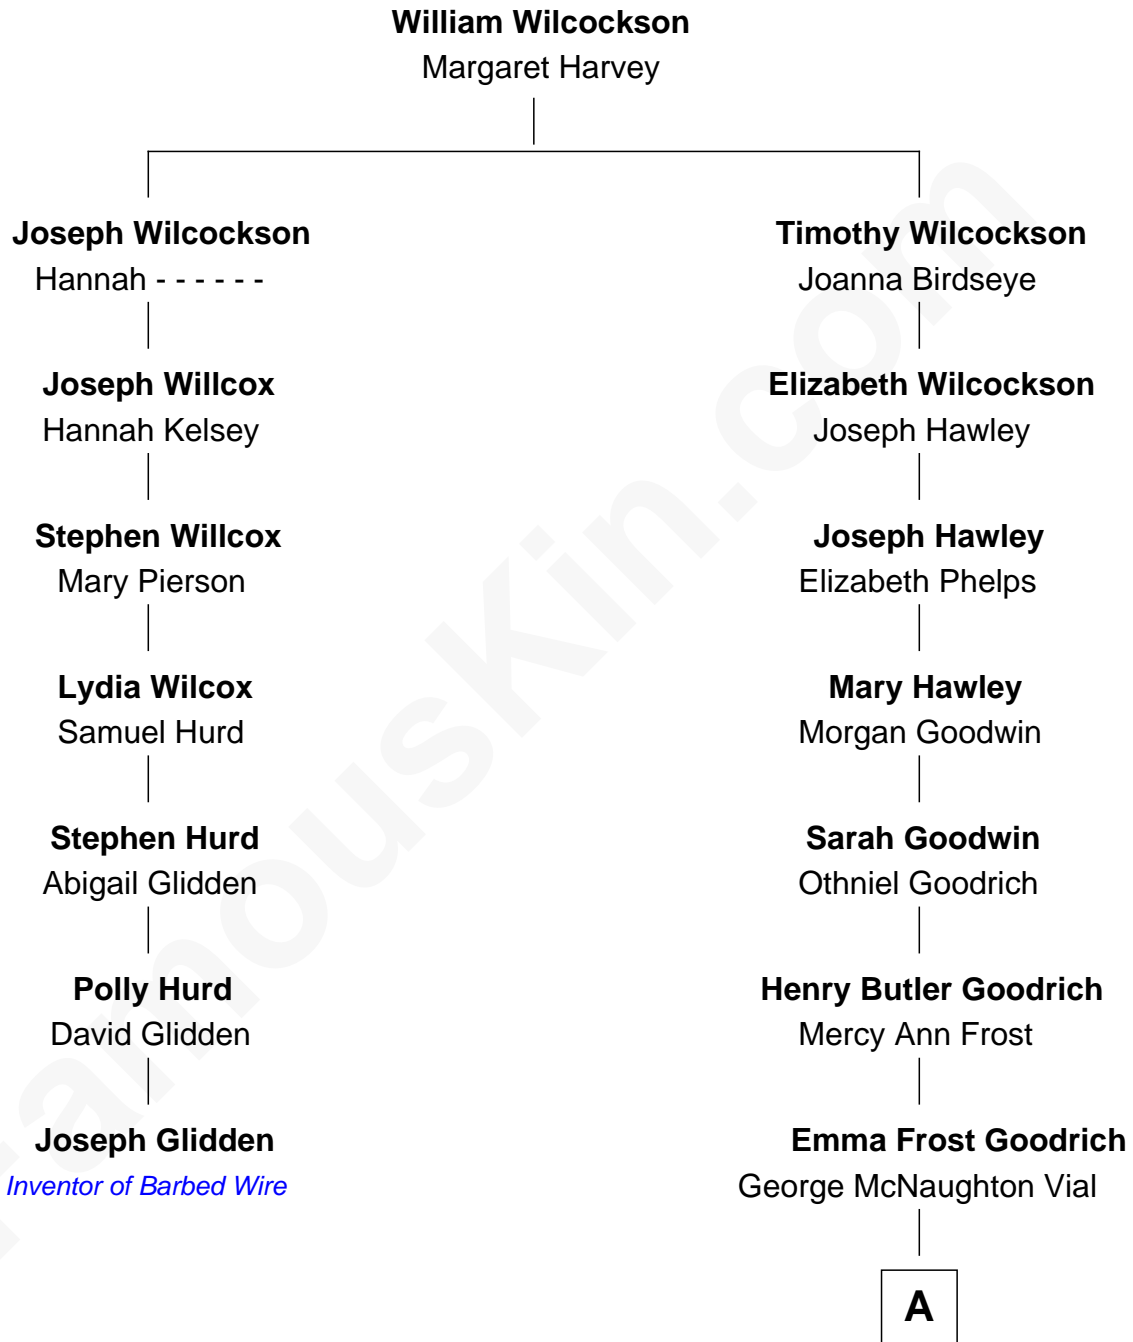 William Wilcockson
Margaret Harvey
Joseph Wilcockson
Hannah - - - - - -
Timothy Wilcockson
Joanna Birdseye
Joseph Willcox
Hannah Kelsey
Elizabeth Wilcockson
Joseph Hawley
Stephen Willcox
Mary Pierson
Joseph Hawley
Elizabeth Phelps
Lydia Wilcox
Samuel Hurd
Mary Hawley
Morgan Goodwin
Stephen Hurd
Abigail Glidden
Sarah Goodwin
Othniel Goodrich
Polly Hurd
David Glidden
Henry Butler Goodrich
Mercy Ann Frost
Joseph Glidden
Inventor of Barbed Wire
Emma Frost Goodrich
George McNaughton Vial
A
FamousKin.com